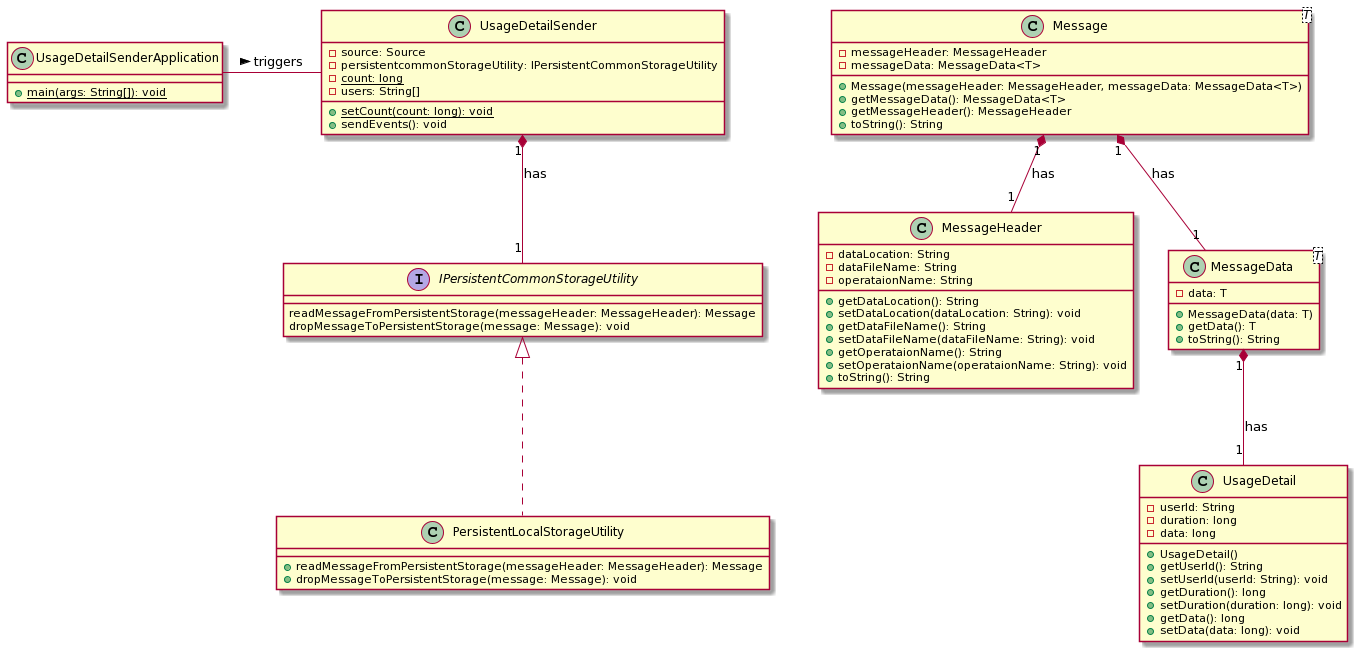 UsageDetailSenderApplication
main(args: String[]): void
triggers
UsageDetailSender
source: Source
persistentcommonStorageUtility: IPersistentCommonStorageUtility
count: long
users: String[]
setCount(count: long): void
sendEvents(): void
1
has
1
IPersistentCommonStorageUtility
readMessageFromPersistentStorage(messageHeader: MessageHeader): Message
dropMessageToPersistentStorage(message: Message): void
PersistentLocalStorageUtility
readMessageFromPersistentStorage(messageHeader: MessageHeader): Message
dropMessageToPersistentStorage(message: Message): void
Message
T
messageHeader: MessageHeader
messageData: MessageData<T>
Message(messageHeader: MessageHeader, messageData: MessageData<T>)
getMessageData(): MessageData<T>
getMessageHeader(): MessageHeader
toString(): String
1
has
1
1
has
1
MessageHeader
dataLocation: String
dataFileName: String
operataionName: String
getDataLocation(): String
setDataLocation(dataLocation: String): void
getDataFileName(): String
setDataFileName(dataFileName: String): void
getOperataionName(): String
setOperataionName(operataionName: String): void
toString(): String
MessageData
T
data: T
MessageData(data: T)
getData(): T
toString(): String
1
has
1
UsageDetail
userId: String
duration: long
data: long
UsageDetail()
getUserId(): String
setUserId(userId: String): void
getDuration(): long
setDuration(duration: long): void
getData(): long
setData(data: long): void